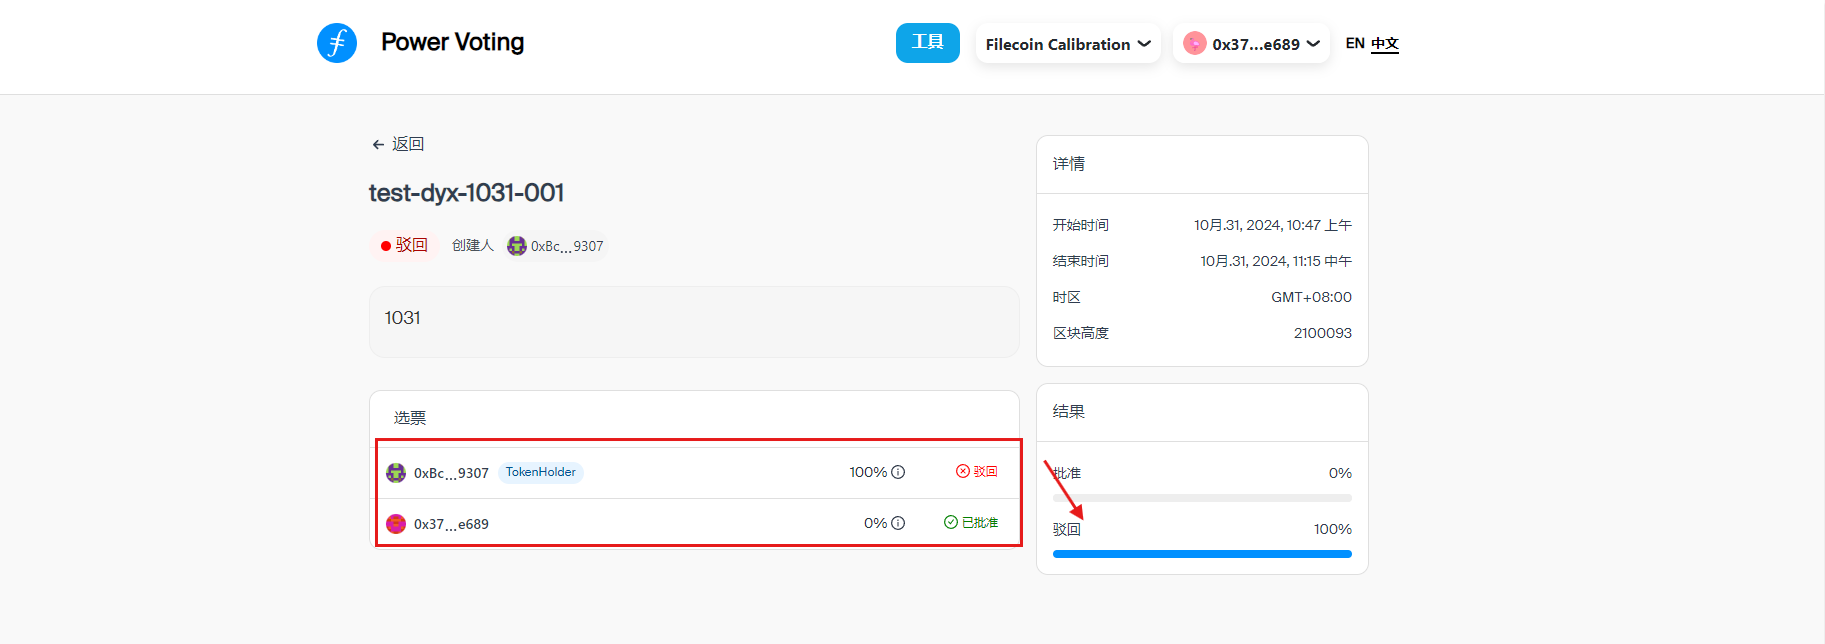 Power Voting
工具
Filecoin Calibration
0x37...e689
EN 中文
返回
test-dyx-1031-001
驳回 创建人 0xBc...9307
1031
选票
0xBc...9307 TokenHolder 100% 驳回
0x37...e689 0% 已批准
详情
开始时间 10月.31, 2024, 10:47 上午
结束时间 10月.31, 2024, 11:15 中午
时区 GMT+08:00
区块高度 2100093
结果
批准 0%
驳回 100%